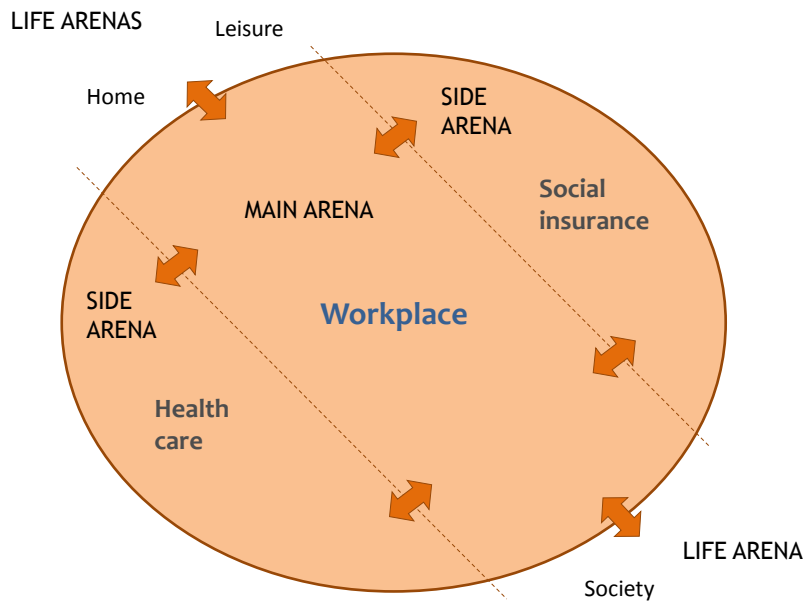 LIFE ARENAS
Leisure
Home
SIDE
ARENA
Social
insurance
MAIN ARENA
SIDE
ARENA
Workplace
Health
care
LIFE ARENA
Society